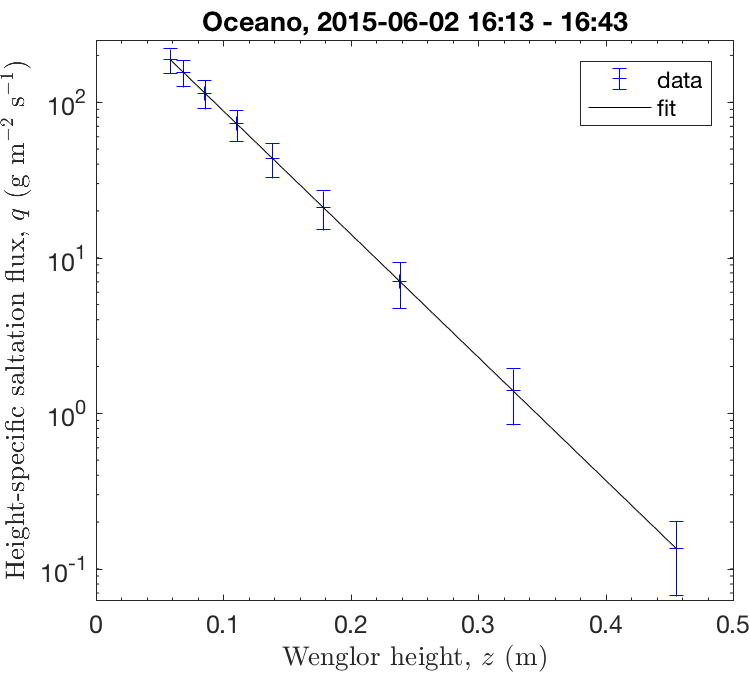 Oceano, 2015-06-02 16:13 - 16:43
data
fit
Height-specific saltation flux, q (g m⁻² s⁻¹)
10²
10¹
10⁰
10⁻¹
0 0.1 0.2 0.3 0.4 0.5
Wenglor height, z (m)